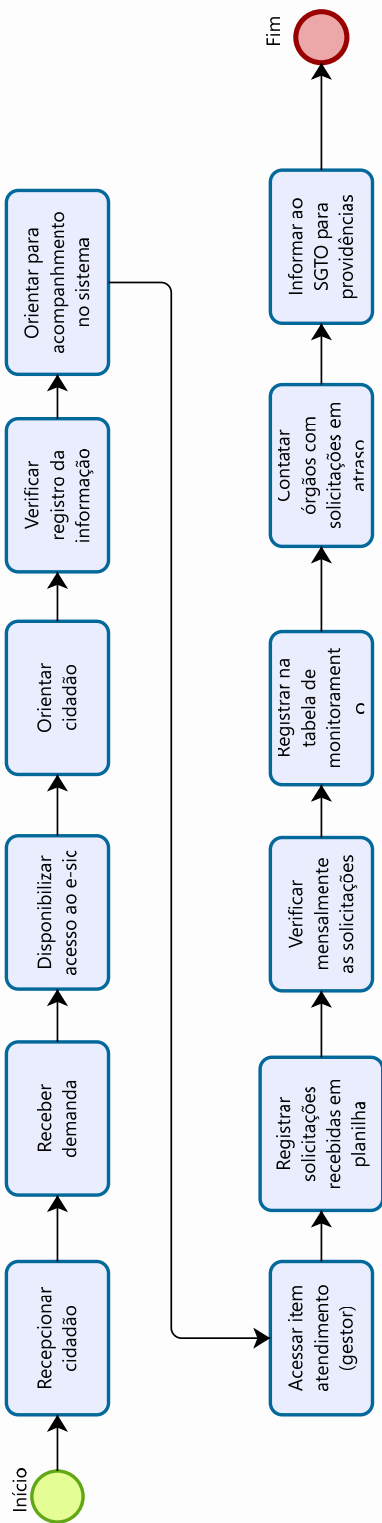 Início
Recepcionar
cidadão
Receber
demanda
Disponibilizar
acesso ao e-sic
Orientar
cidadão
Verificar
registro da
informação
Orientar para
acompanhmento
no sistema
Acessar item
atendimento
(gestor)
Registrar
solicitações
recebidas em
planilha
Verificar
mensalmente
as solicitações
Registrar na
tabela de
monitorament
o
Contatar
órgãos com
solicitações em
atraso
Informar ao
SGTO para
providências
Fim